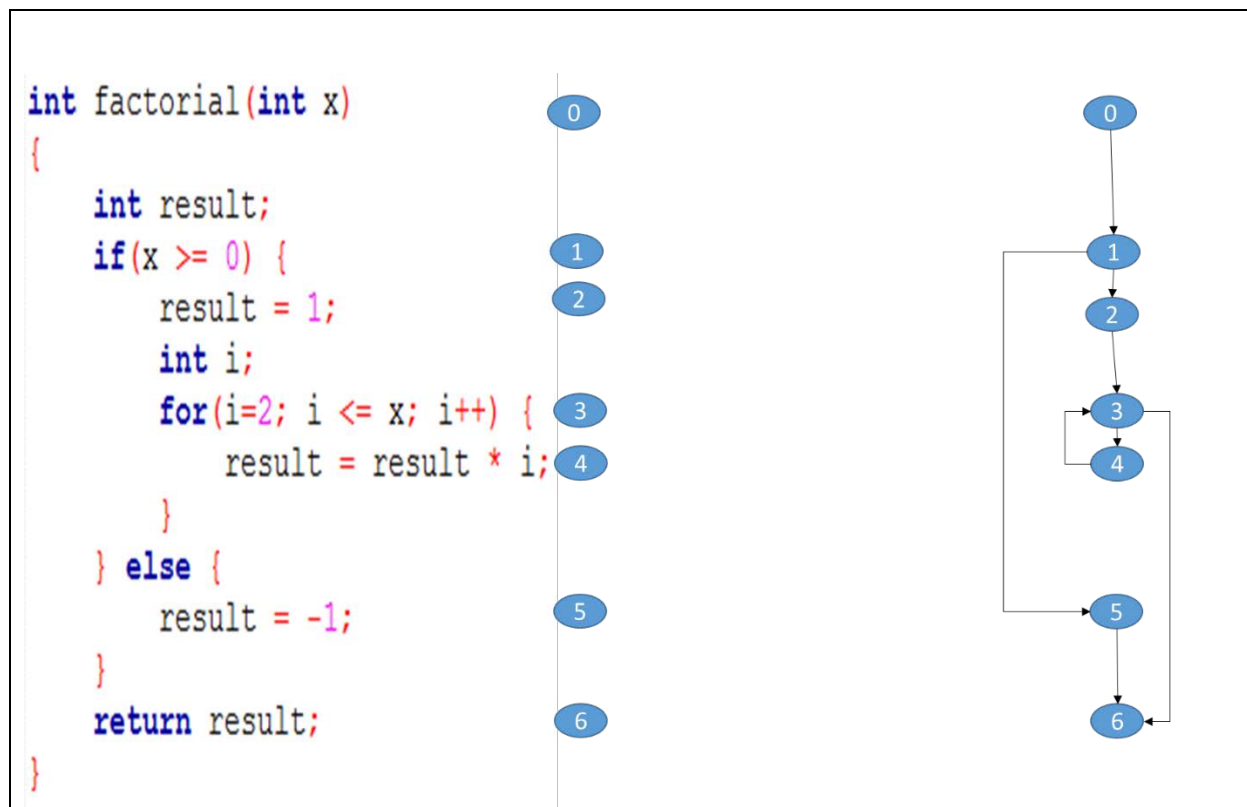 int factorial(int x) 0 0
{
int result;
if(x >= 0) { 1 1
result = 1; 2 2
int i;
for(i=2; i <= x; i++) { 3 3
result = result * i; 4 4
}
} else {
result = -1; 5 5
}
return result; 6 6
}